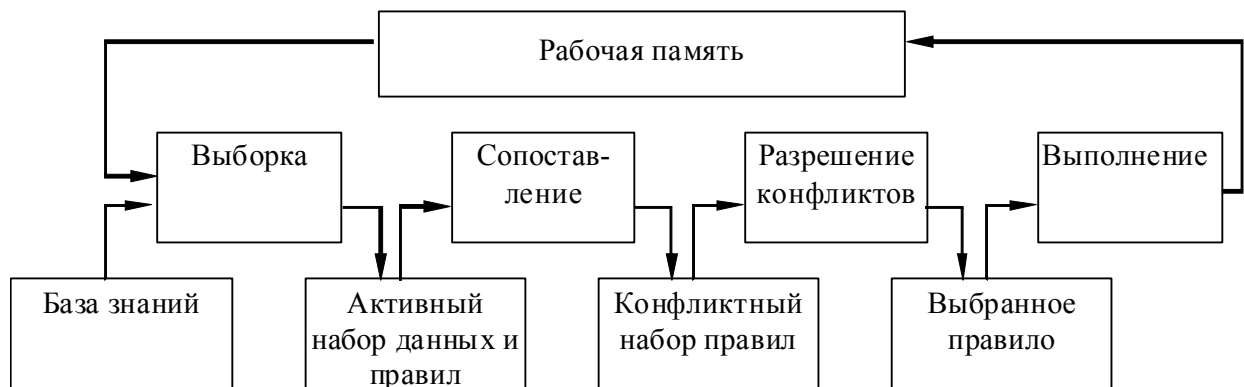 Рабочая память
Выборка
Сопостав-
ление
Разрешение
конфликтов
Выполнение
База знаний
Активный
набор данных и
правил
Конфликтный
набор правил
Выбранное
правило